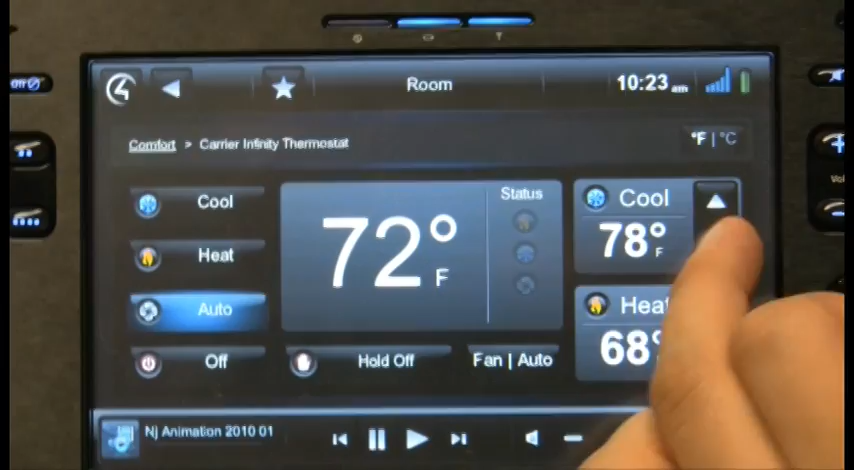 Room
10:23 am
Comfort > Carrier Infinity Thermostat
°F | °C
Cool
Heat
Auto
Off
72°F
Status
Hold Off
Fan | Auto
Cool
78°F
Heat
68°
Nj Animation 2010 01